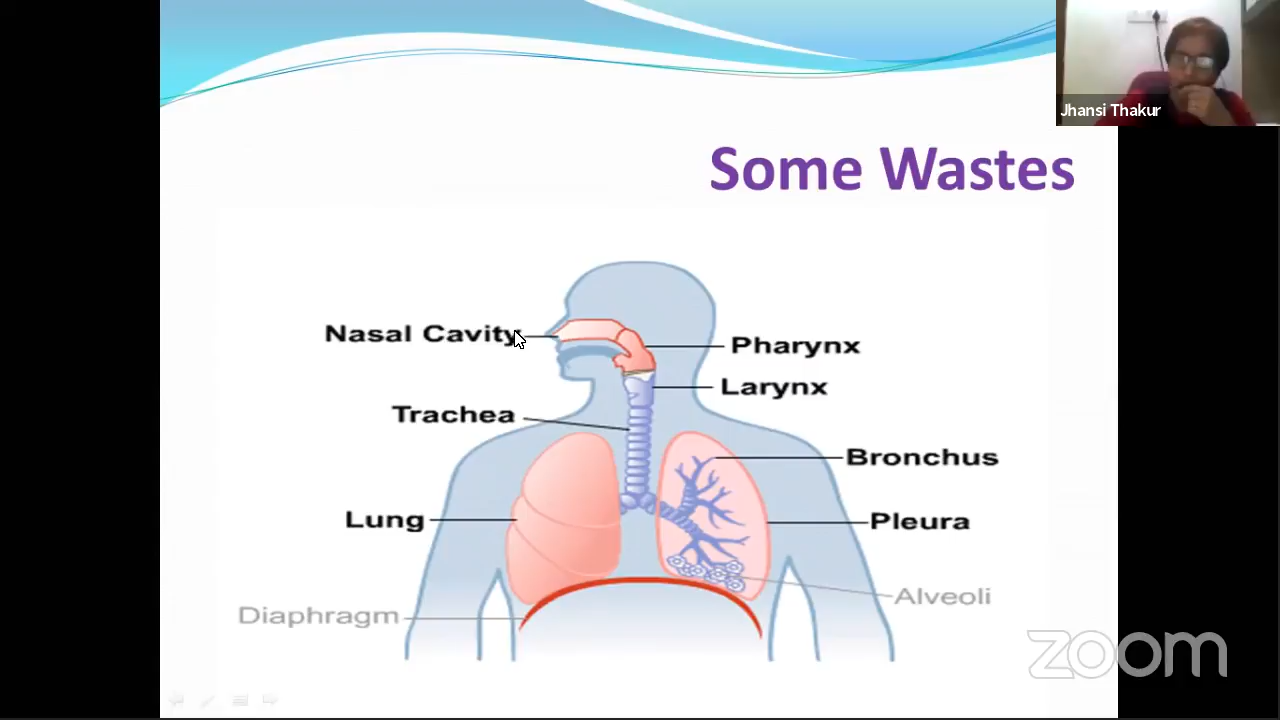 Jhansi Thakur
Some Wastes
Nasal Cavity
Pharynx
Larynx
Trachea
Bronchus
Lung
Pleura
Alveoli
Diaphragm
zoom